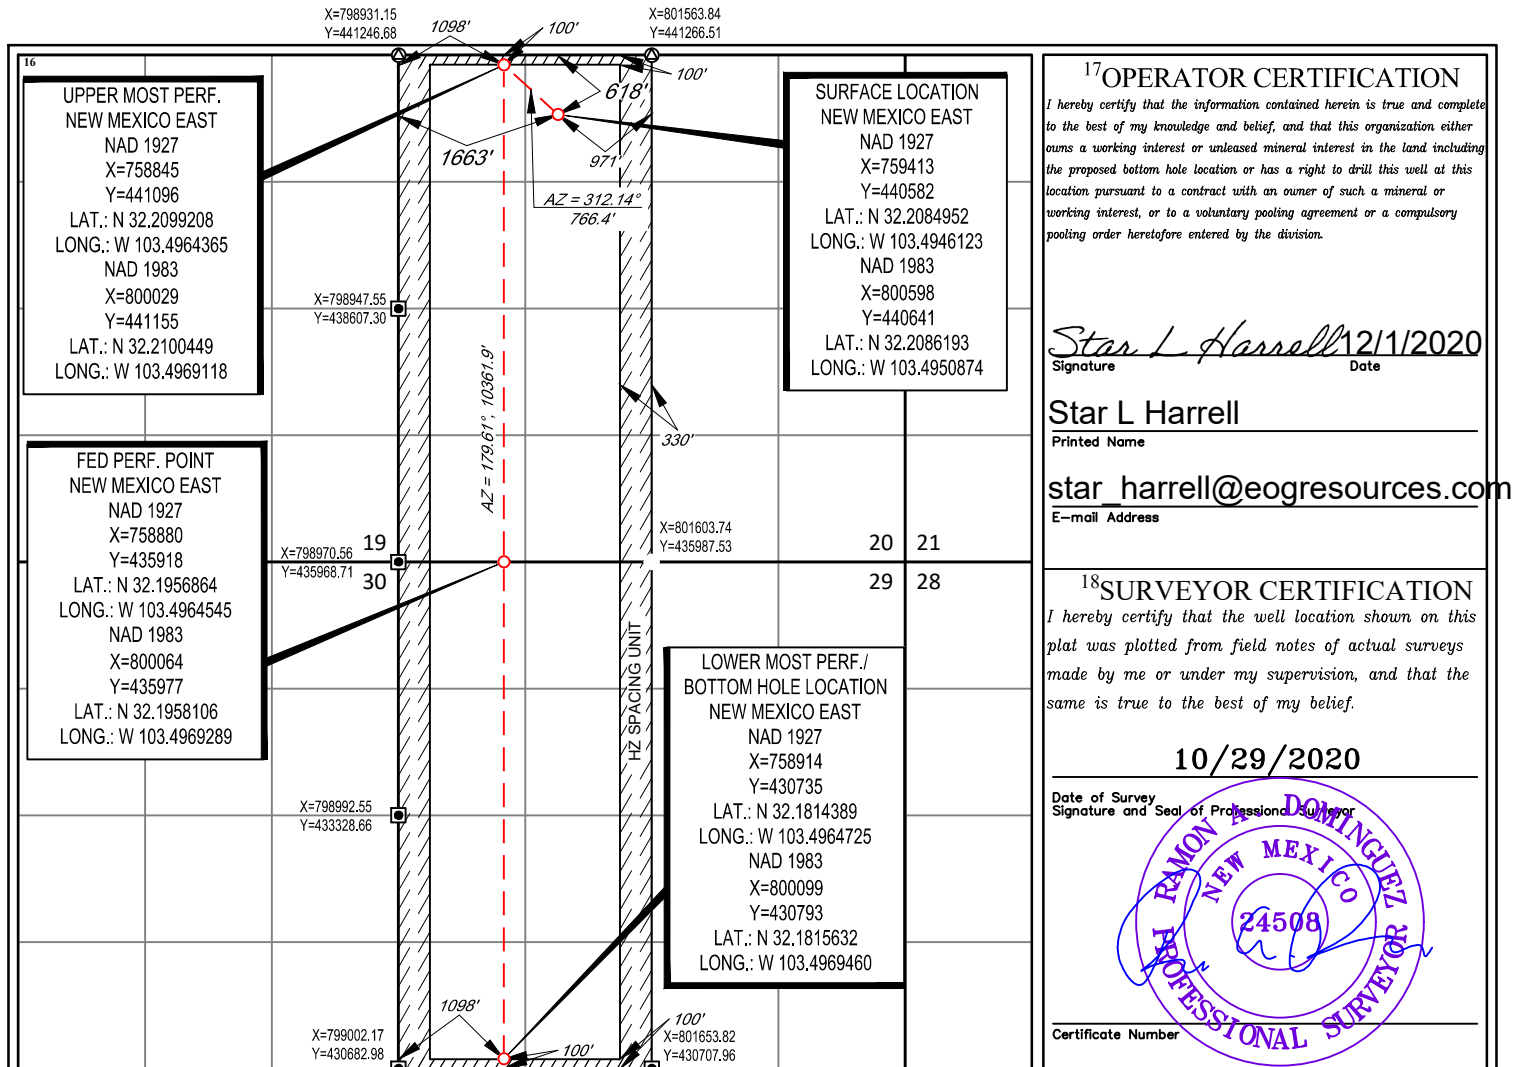 X=798931.15
Y=441246.68
1098'
100'
X=801563.84
Y=441266.51
16
UPPER MOST PERF.
NEW MEXICO EAST
NAD 1927
X=758845
Y=441096
LAT.: N 32.2099208
LONG.: W 103.4964365
NAD 1983
X=800029
Y=441155
LAT.: N 32.2100449
LONG.: W 103.4969118
100'
618'
1663'
971'
AZ = 312.14°
766.4'
SURFACE LOCATION
NEW MEXICO EAST
NAD 1927
X=759413
Y=440582
LAT.: N 32.2084952
LONG.: W 103.4946123
NAD 1983
X=800598
Y=440641
LAT.: N 32.2086193
LONG.: W 103.4950874
X=798947.55
Y=438607.30
AZ = 179.61°, 10361.9'
330'
FED PERF. POINT
NEW MEXICO EAST
NAD 1927
X=758880
Y=435918
LAT.: N 32.1956864
LONG.: W 103.4964545
NAD 1983
X=800064
Y=435977
LAT.: N 32.1958106
LONG.: W 103.4969289
X=798970.56
Y=435968.71
19
30
X=801603.74
Y=435987.53
20 21
29 28
HZ SPACING UNIT
LOWER MOST PERF./
BOTTOM HOLE LOCATION
NEW MEXICO EAST
NAD 1927
X=758914
Y=430735
LAT.: N 32.1814389
LONG.: W 103.4964725
NAD 1983
X=800099
Y=430793
LAT.: N 32.1815632
LONG.: W 103.4969460
X=798992.55
Y=433328.66
1098'
X=799002.17
Y=430682.98
100'
100'
X=801653.82
Y=430707.96
17 OPERATOR CERTIFICATION
I hereby certify that the information contained herein is true and complete
to the best of my knowledge and belief, and that this organization either
owns a working interest or unleased mineral interest in the land including
the proposed bottom hole location or has a right to drill this well at this
location pursuant to a contract with an owner of such a mineral or
working interest, or to a voluntary pooling agreement or a compulsory
pooling order heretofore entered by the division.
Star L Harrell 12/1/2020
Signature Date
Star L Harrell
Printed Name
star_harrell@eogresources.com
E-mail Address
18 SURVEYOR CERTIFICATION
I hereby certify that the well location shown on this
plat was plotted from field notes of actual surveys
made by me or under my supervision, and that the
same is true to the best of my belief.
10/29/2020
Date of Survey
Signature and Seal of Professional Surveyor
RAMON A. DOMINGUEZ
NEW MEXICO
24508
PROFESSIONAL SURVEYOR
Certificate Number